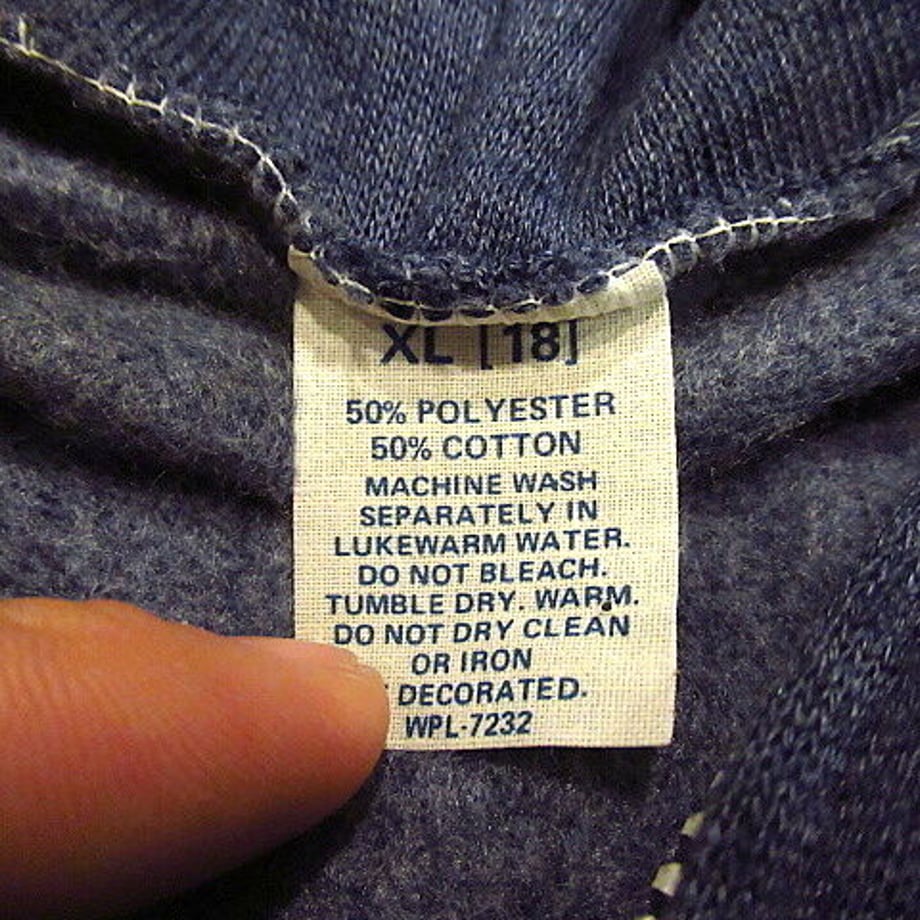 XL [18]
50% POLYESTER
50% COTTON
MACHINE WASH
SEPARATELY IN
LUKEWARM WATER.
DO NOT BLEACH.
TUMBLE DRY. WARM.
DO NOT DRY CLEAN
OR IRON
DECORATED.
WPL-7232